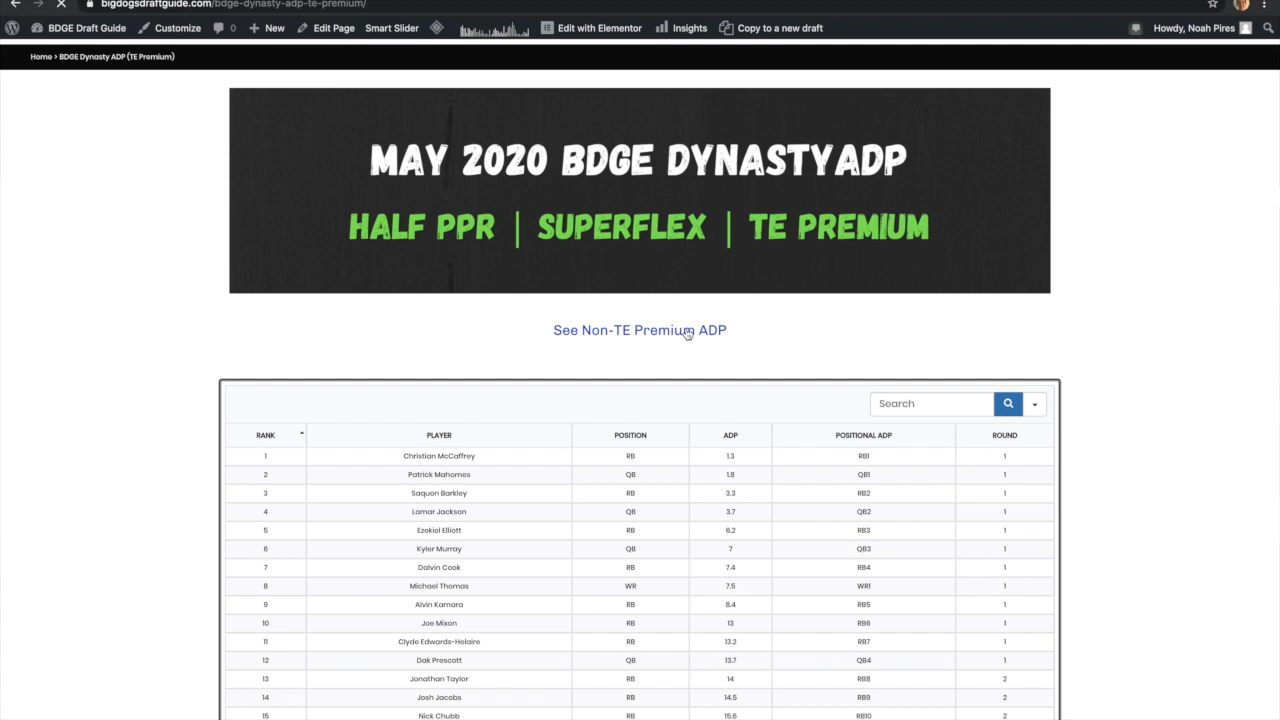 bigdogsdraftguide.com/bdge-dynasty-adp-te-premium/
BDGE Draft Guide Customize 0 New Edit Page Smart Slider Edit with Elementor Insights Copy to a new draft Howdy, Noah Pires
Home > BDGE Dynasty ADP (TE Premium)
MAY 2020 BDGE DYNASTYADP
HALF PPR | SUPERFLEX | TE PREMIUM
See Non-TE Premium ADP
Search
RANK PLAYER POSITION ADP POSITIONAL ADP ROUND
1 Christian McCaffrey RB 1.3 RB1 1
2 Patrick Mahomes QB 1.8 QB1 1
3 Saquon Barkley RB 3.3 RB2 1
4 Lamar Jackson QB 3.7 QB2 1
5 Ezekiel Elliott RB 6.2 RB3 1
6 Kyler Murray QB 7 QB3 1
7 Dalvin Cook RB 7.4 RB4 1
8 Michael Thomas WR 7.5 WR1 1
9 Alvin Kamara RB 8.4 RB5 1
10 Joe Mixon RB 13 RB6 1
11 Clyde Edwards-Helaire RB 13.2 RB7 1
12 Dak Prescott QB 13.7 QB4 1
13 Jonathan Taylor RB 14 RB8 2
14 Josh Jacobs RB 14.5 RB9 2
15 Nick Chubb RB 15.6 RB10 2